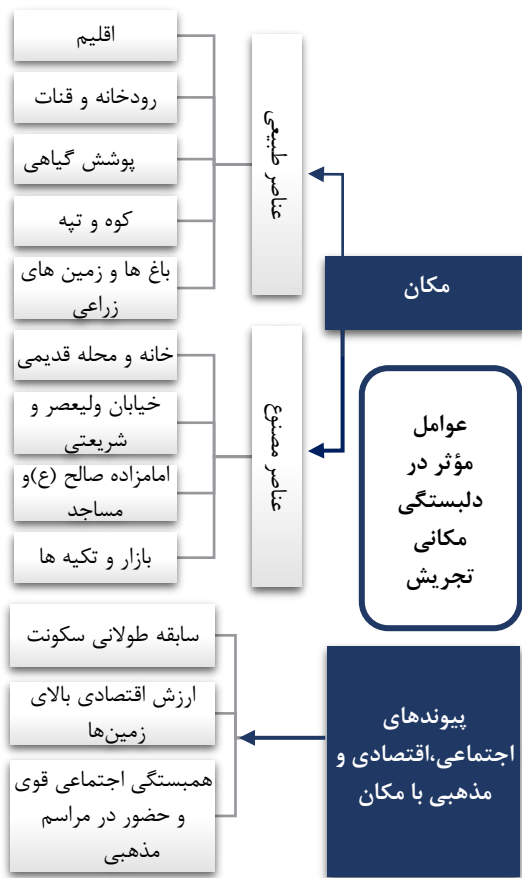 عوامل
مؤثر در
دلبستگی
مکانی
تجریش
مکان
عناصر طبیعی
اقلیم
رودخانه و قنات
پوشش گیاهی
کوه و تپه
باغ ها و زمین های
زراعی
عناصر مصنوع
خانه و محله قدیمی
خیابان ولیعصر و
شریعتی
امامزاده صالح (ع)و
مساجد
بازار و تکیه ها
پیوندهای
اجتماعی،اقتصادی و
مذهبی با مکان
سابقه طولانی سکونت
ارزش اقتصادی بالای
زمین‌ها
همبستگی اجتماعی قوی
و حضور در مراسم
مذهبی